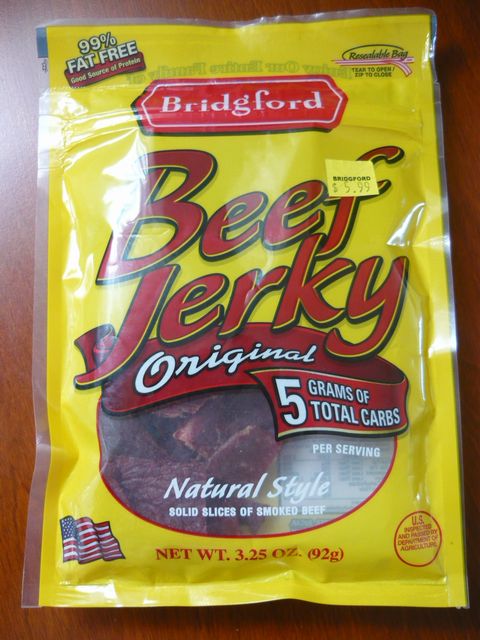 99%
FAT FREE
Good Source of Protein
Resealable Bag
TEAR TO OPEN /
ZIP TO CLOSE
Bridgford
BRIDGFORD
$ 5.99
Beef
Jerky
Original
5 GRAMS OF
TOTAL CARBS
PER SERVING
Natural Style
SOLID SLICES OF SMOKED BEEF
U.S.
INSPECTED
AND PASSED BY
DEPARTMENT OF
AGRICULTURE
NET WT. 3.25 OZ. (92g)